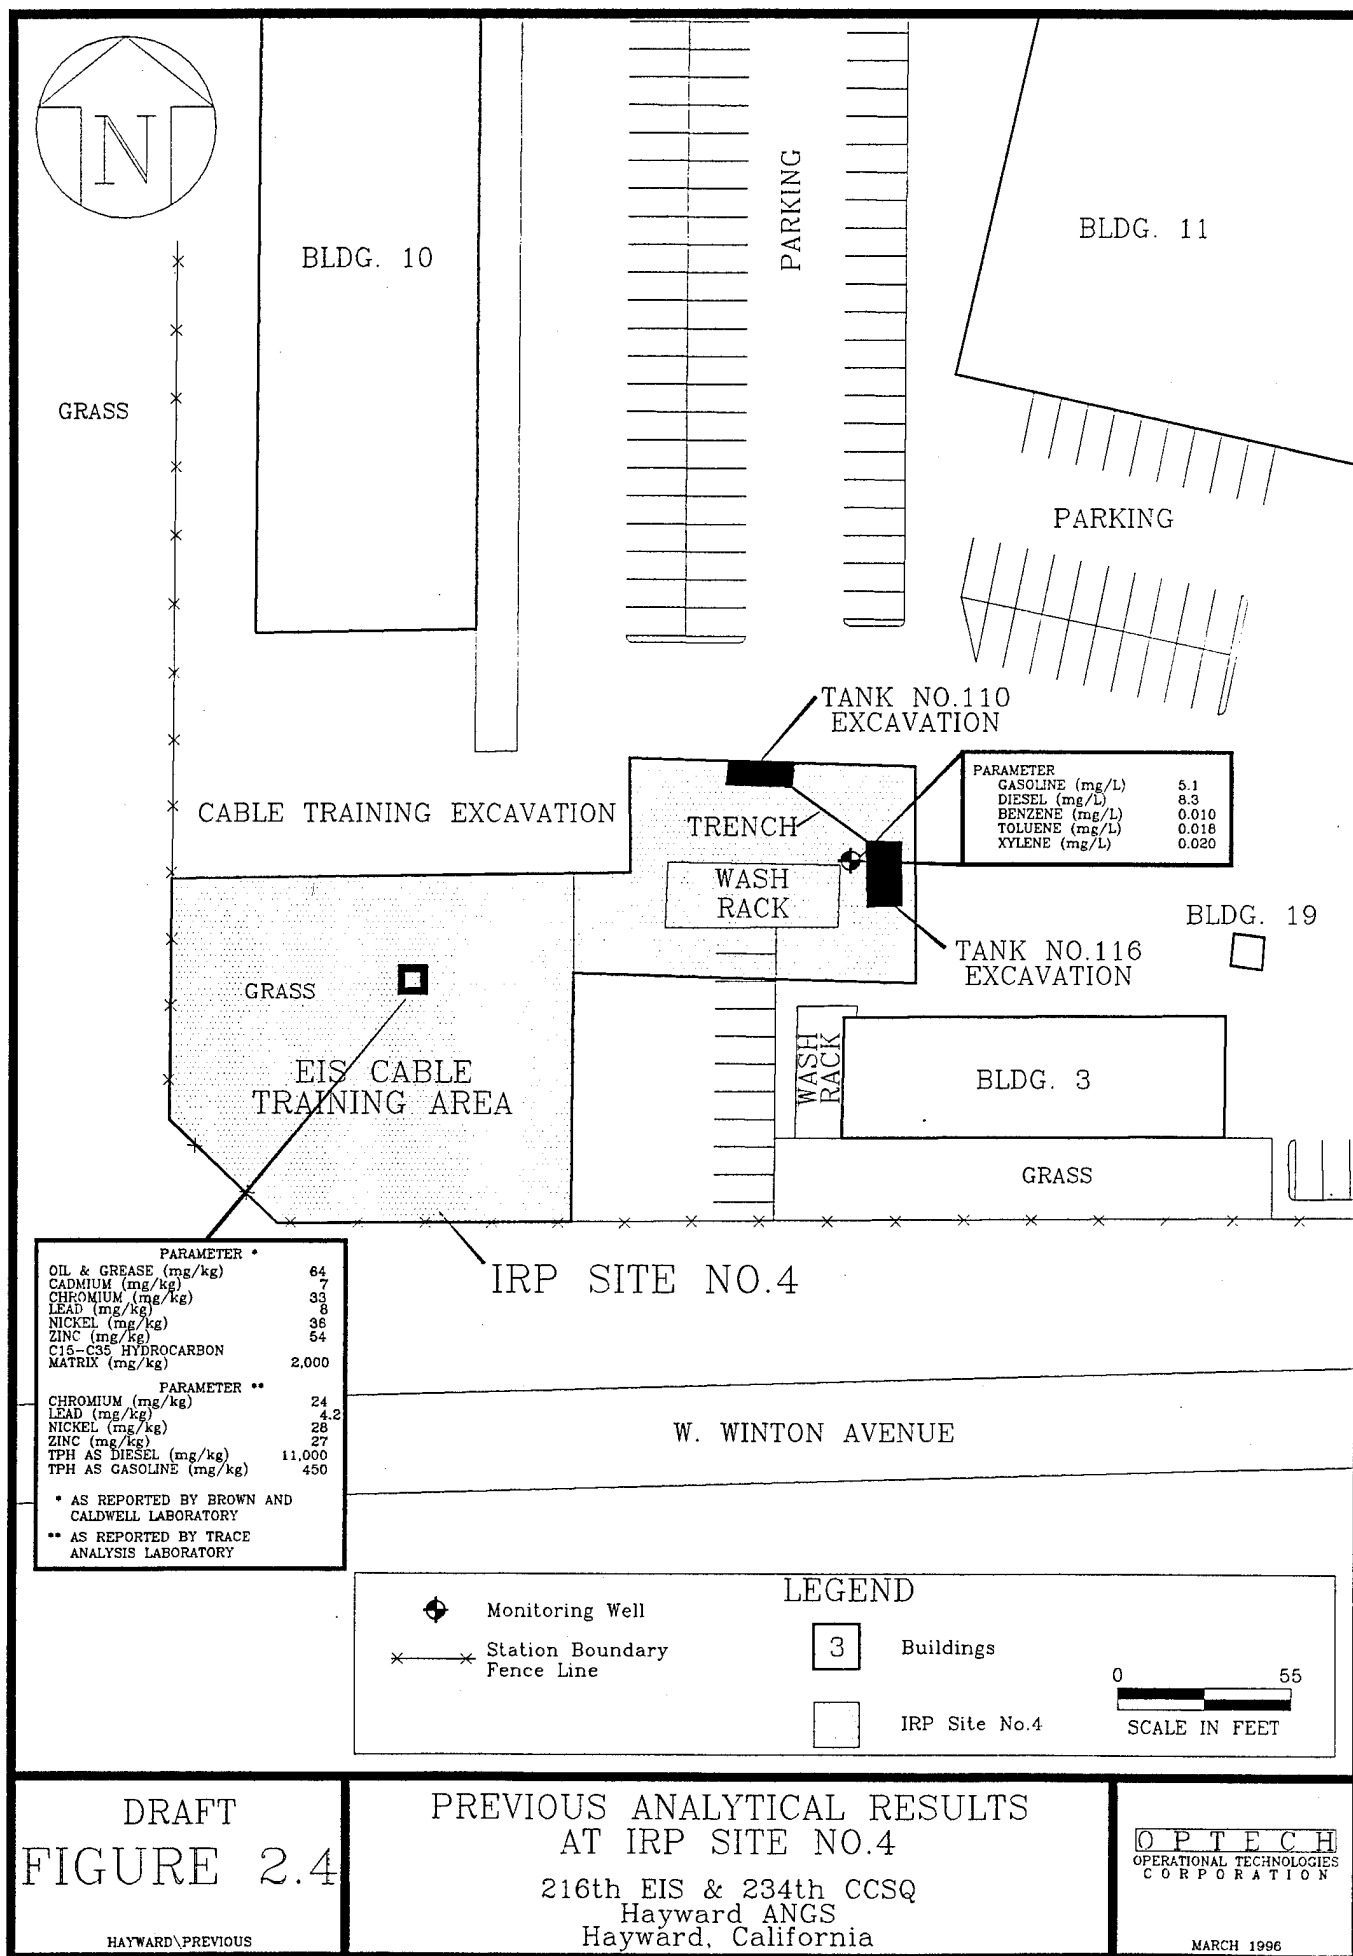 N
BLDG. 10
PARKING
BLDG. 11
GRASS
PARKING
TANK NO.110
EXCAVATION
PARAMETER
GASOLINE (mg/L) 5.1
DIESEL (mg/L) 8.3
BENZENE (mg/L) 0.010
TOLUENE (mg/L) 0.018
XYLENE (mg/L) 0.020
CABLE TRAINING EXCAVATION
TRENCH
WASH
RACK
BLDG. 19
TANK NO.116
EXCAVATION
GRASS
EIS CABLE
TRAINING AREA
WASH
RACK
BLDG. 3
GRASS
IRP SITE NO.4
PARAMETER *
OIL & GREASE (mg/kg) 64
CADMIUM (mg/kg) 7
CHROMIUM (mg/kg) 33
LEAD (mg/kg) 8
NICKEL (mg/kg) 36
ZINC (mg/kg) 54
C15-C35 HYDROCARBON
MATRIX (mg/kg) 2,000
PARAMETER **
CHROMIUM (mg/kg) 24
LEAD (mg/kg) 4.2
NICKEL (mg/kg) 28
ZINC (mg/kg) 27
TPH AS DIESEL (mg/kg) 11,000
TPH AS GASOLINE (mg/kg) 450
* AS REPORTED BY BROWN AND
CALDWELL LABORATORY
** AS REPORTED BY TRACE
ANALYSIS LABORATORY
W. WINTON AVENUE
LEGEND
Monitoring Well
Station Boundary
Fence Line
3 Buildings
IRP Site No.4
0 55
SCALE IN FEET
DRAFT
FIGURE 2.4
HAYWARD\PREVIOUS
PREVIOUS ANALYTICAL RESULTS
AT IRP SITE NO.4
216th EIS & 234th CCSQ
Hayward ANGS
Hayward, California
OPTECH
OPERATIONAL TECHNOLOGIES
CORPORATION
MARCH 1996